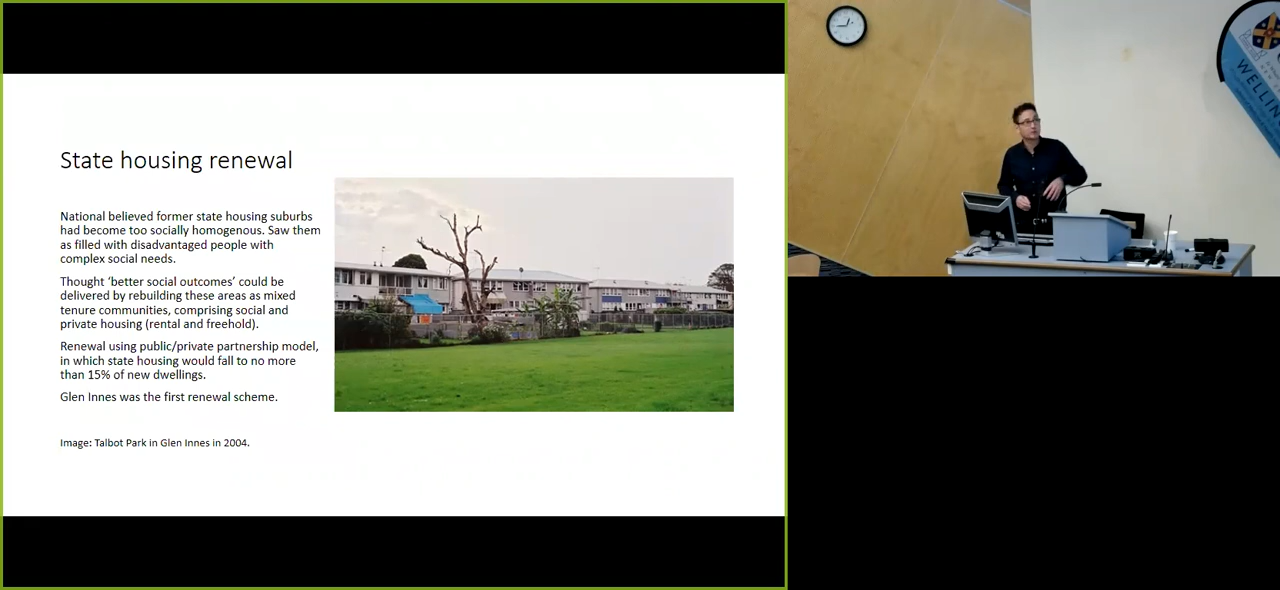 State housing renewal
National believed former state housing suburbs
had become too socially homogenous. Saw them
as filled with disadvantaged people with
complex social needs.
Thought ‘better social outcomes’ could be
delivered by rebuilding these areas as mixed
tenure communities, comprising social and
private housing (rental and freehold).
Renewal using public/private partnership model,
in which state housing would fall to no more
than 15% of new dwellings.
Glen Innes was the first renewal scheme.
Image: Talbot Park in Glen Innes in 2004.